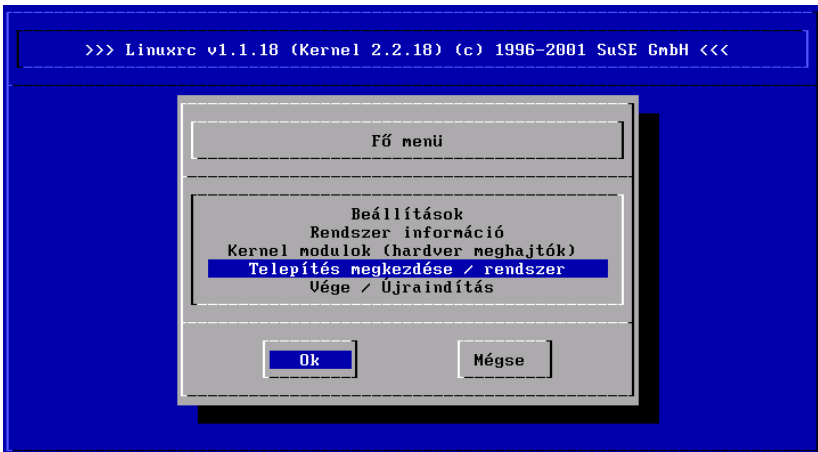 >>> Linuxrc v1.1.18 (Kernel 2.2.18) (c) 1996-2001 SuSE GmbH <<<
Fő menü
Beállítások
Rendszer információ
Kernel modulok (hardver meghajtók)
Telepítés megkezdése / rendszer
Vége / Újraindítás
Ok
Mégse